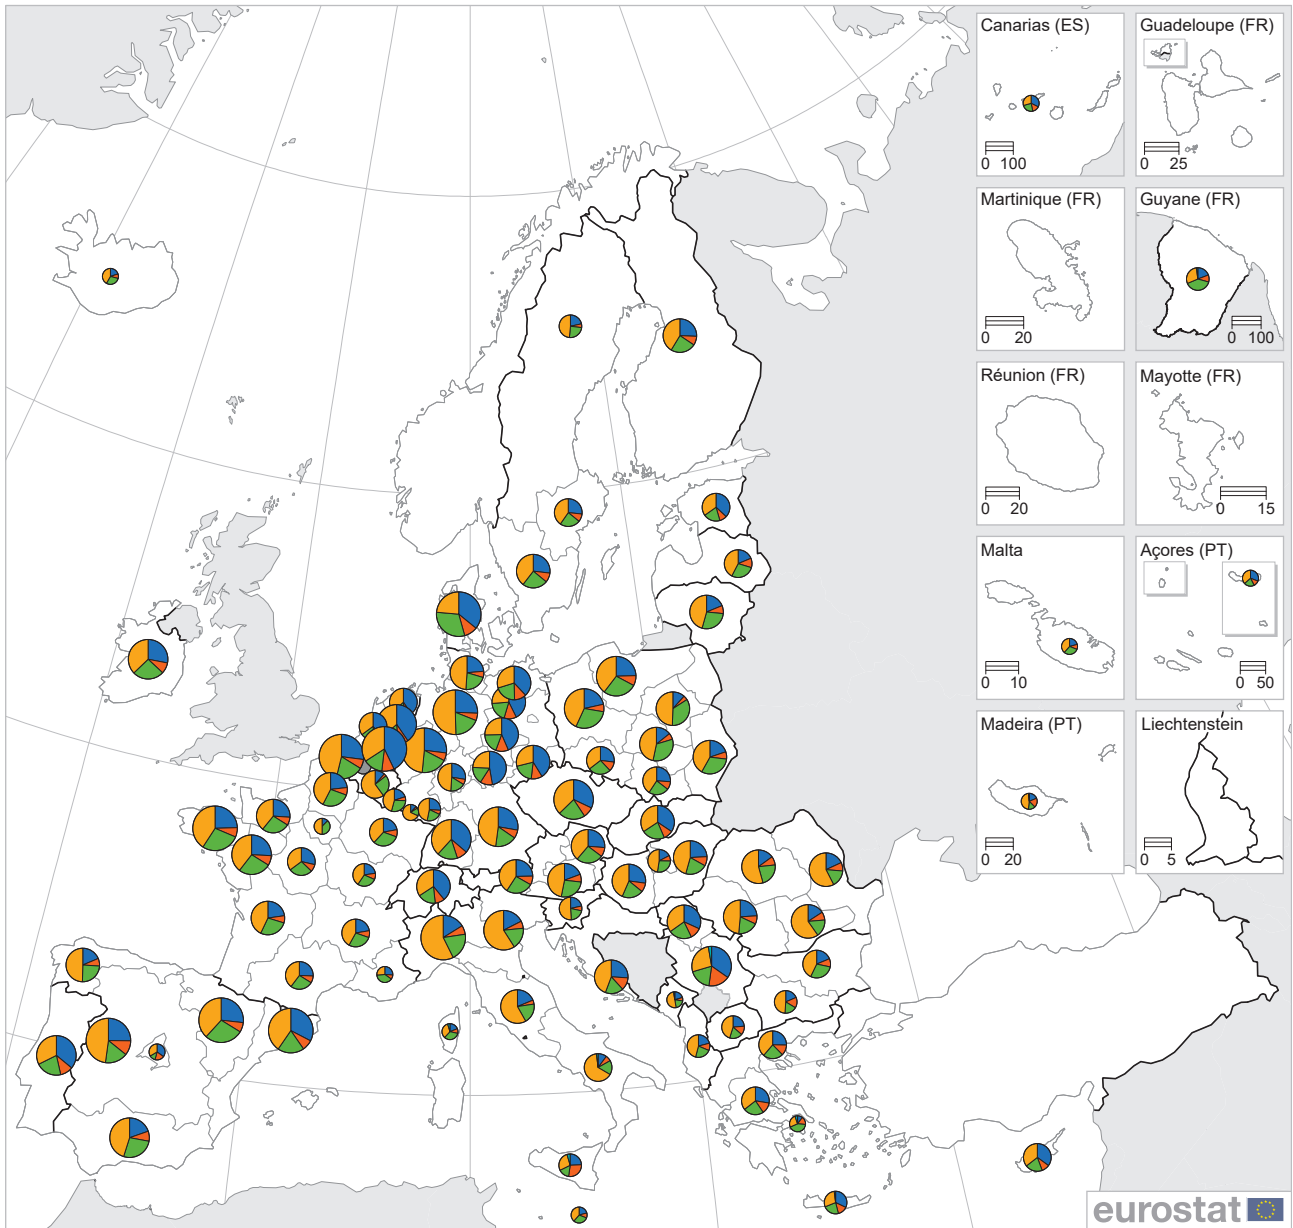 Canarias (ES)
0 100
Guadeloupe (FR)
0 25
Martinique (FR)
0 20
Guyane (FR)
0 100
Réunion (FR)
0 20
Mayotte (FR)
0 15
Malta
0 10
Açores (PT)
0 50
Madeira (PT)
0 20
Liechtenstein
0 5
eurostat